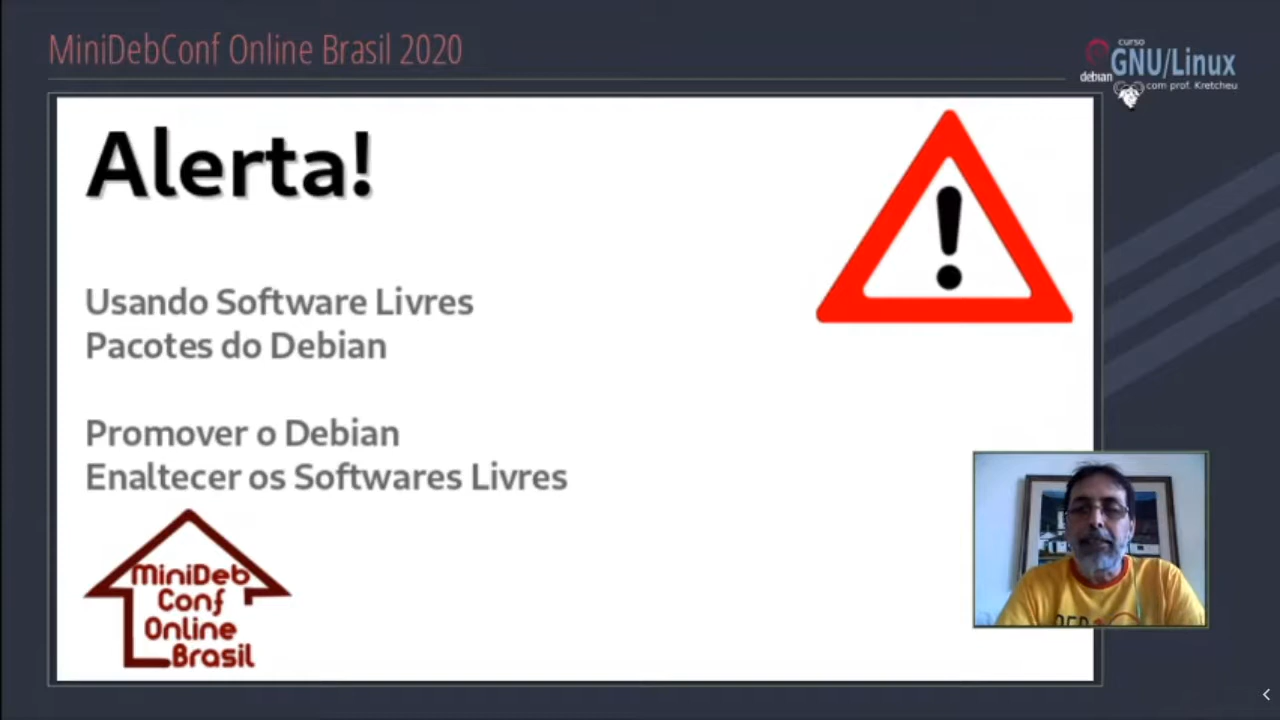 MiniDebConf Online Brasil 2020
curso
GNU/Linux
debian
com prof. Kretcheu
Alerta!
Usando Software Livres
Pacotes do Debian
Promover o Debian
Enaltecer os Softwares Livres
MiniDeb
Conf
Online
Brasil